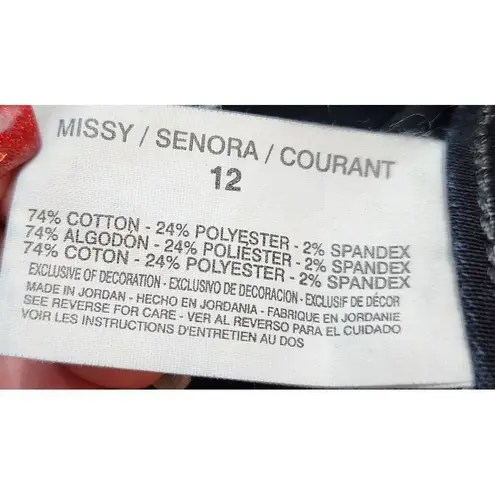 MISSY / SENORA / COURANT
12
74% COTTON - 24% POLYESTER - 2% SPANDEX
74% ALGODÓN - 24% POLIÉSTER - 2% SPANDEX
74% COTON - 24% POLYESTER - 2% SPANDEX
EXCLUSIVE OF DECORATION - EXCLUSIVO DE DECORACION - EXCLUSIF DE DÉCOR
MADE IN JORDAN - HECHO EN JORDANIA - FABRIQUE EN JORDANIE
SEE REVERSE FOR CARE - VER AL REVERSO PARA EL CUIDADO
VOIR LES INSTRUCTIONS D'ENTRETIEN AU DOS